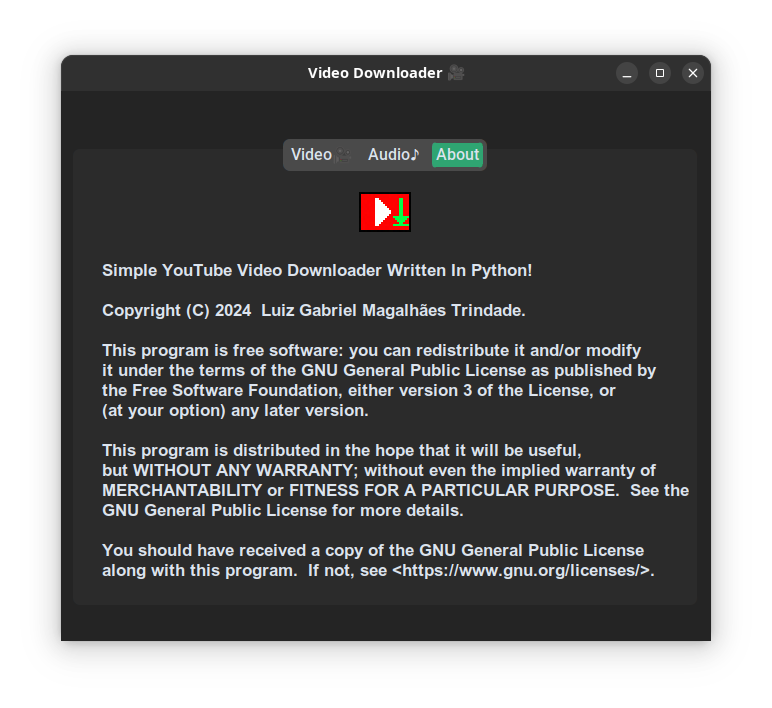 Video Downloader 🎥
Video🎥 Audio♪ About
Simple YouTube Video Downloader Written In Python!
Copyright (C) 2024  Luiz Gabriel Magalhães Trindade.
This program is free software: you can redistribute it and/or modify
it under the terms of the GNU General Public License as published by
the Free Software Foundation, either version 3 of the License, or
(at your option) any later version.
This program is distributed in the hope that it will be useful,
but WITHOUT ANY WARRANTY; without even the implied warranty of
MERCHANTABILITY or FITNESS FOR A PARTICULAR PURPOSE.  See the
GNU General Public License for more details.
You should have received a copy of the GNU General Public License
along with this program.  If not, see <https://www.gnu.org/licenses/>.